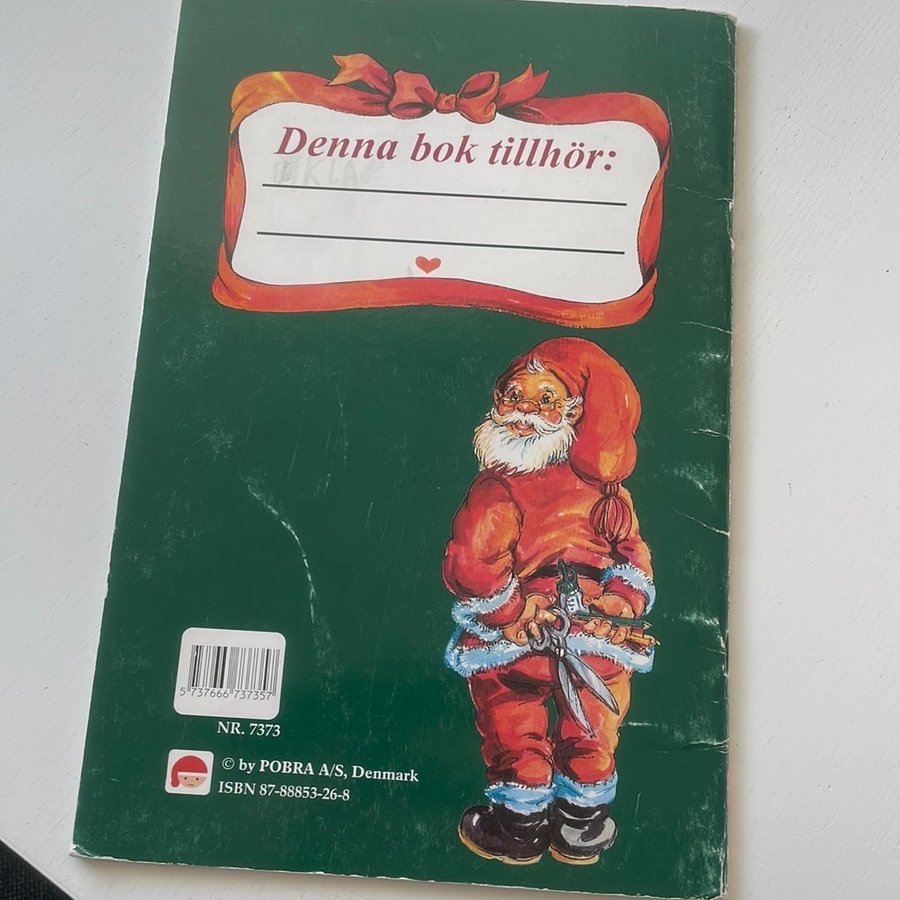 Denna bok tillhör:
5 737666 737357
NR. 7373
© by POBRA A/S, Denmark
ISBN 87-88853-26-8